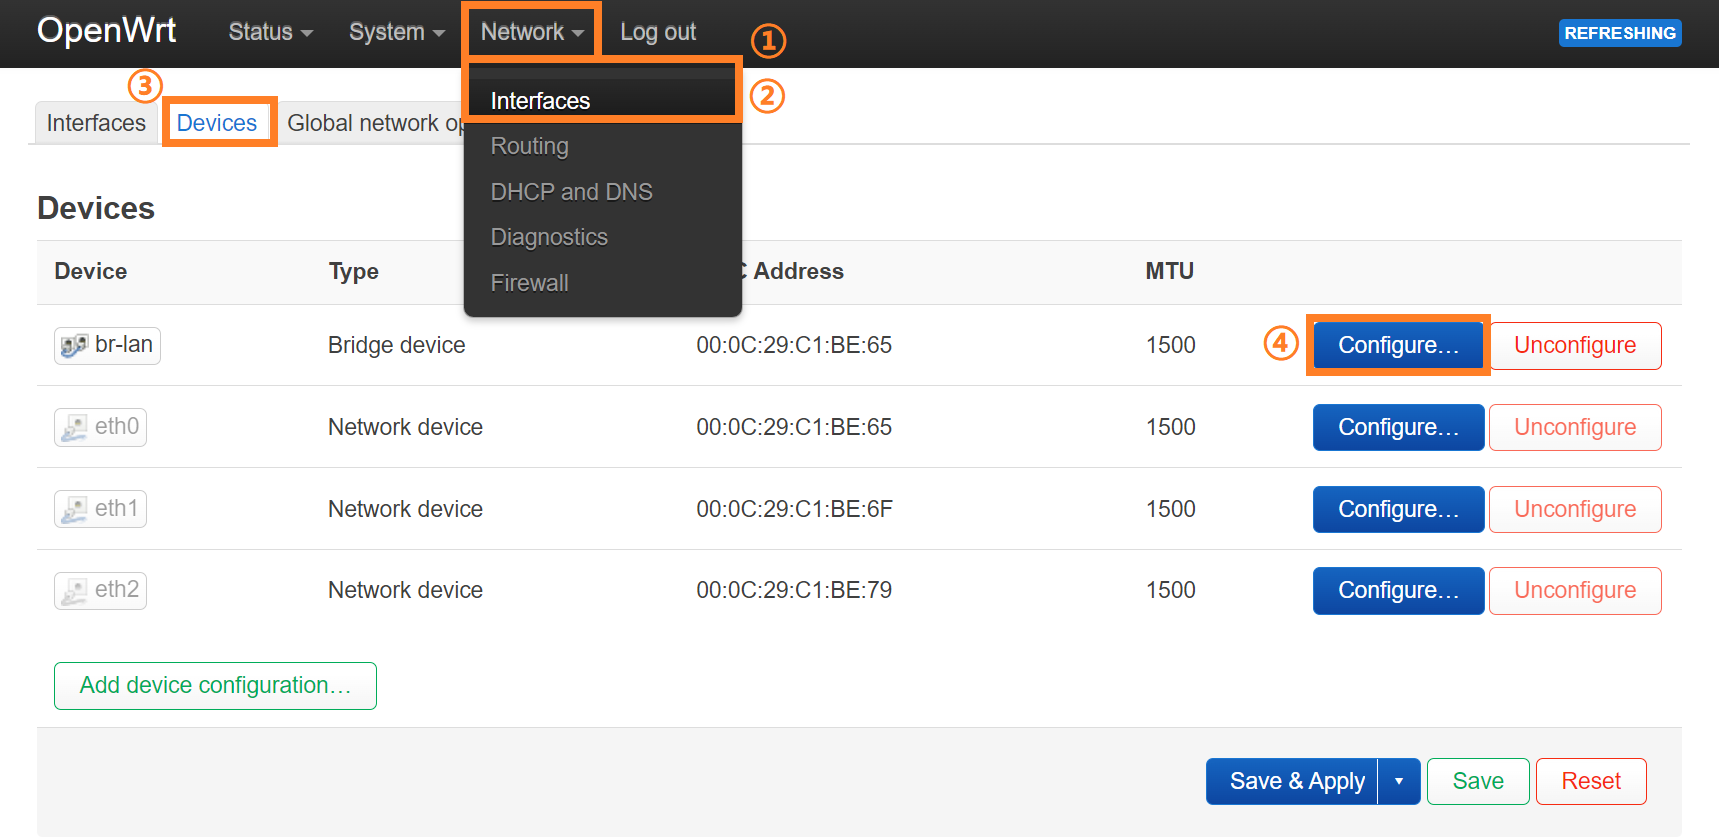 OpenWrt Status System Network Log out ① REFRESHING
③ Interfaces ②
Interfaces Devices Global network op
Routing
DHCP and DNS
Diagnostics
Firewall
Devices
Device Type C Address MTU
br-lan Bridge device 00:0C:29:C1:BE:65 1500 ④ Configure… Unconfigure
eth0 Network device 00:0C:29:C1:BE:65 1500 Configure… Unconfigure
eth1 Network device 00:0C:29:C1:BE:6F 1500 Configure… Unconfigure
eth2 Network device 00:0C:29:C1:BE:79 1500 Configure… Unconfigure
Add device configuration…
Save & Apply Save Reset